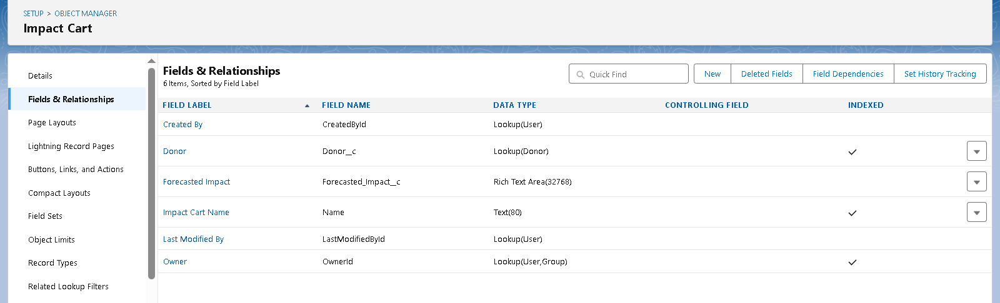 SETUP > OBJECT MANAGER
Impact Cart
Details
Fields & Relationships
Page Layouts
Lightning Record Pages
Buttons, Links, and Actions
Compact Layouts
Field Sets
Object Limits
Record Types
Related Lookup Filters
Fields & Relationships
6 Items, Sorted by Field Label
Quick Find
New
Deleted Fields
Field Dependencies
Set History Tracking
FIELD LABEL FIELD NAME DATA TYPE CONTROLLING FIELD INDEXED
Created By CreatedById Lookup(User)
Donor Donor__c Lookup(Donor)
Forecasted Impact Forecasted_Impact__c Rich Text Area(32768)
Impact Cart Name Name Text(80)
Last Modified By LastModifiedById Lookup(User)
Owner OwnerId Lookup(User,Group)